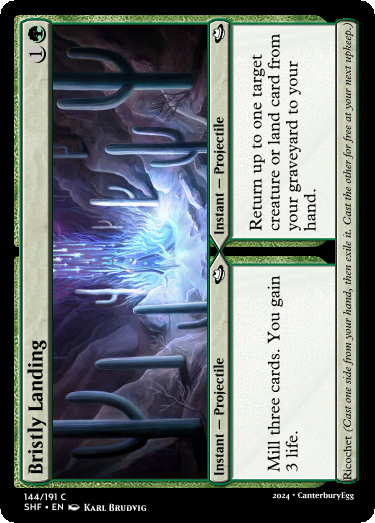 Bristly Landing 1
Instant — Projectile
Mill three cards. You gain
3 life.
Instant — Projectile
Return up to one target
creature or land card from
your graveyard to your
hand.
Ricochet (Cast one side from your hand, then exile it. Cast the other for free at your next upkeep.)
144/191 C
SHF • EN Karl Brudvig
2024 • CanterburyEgg